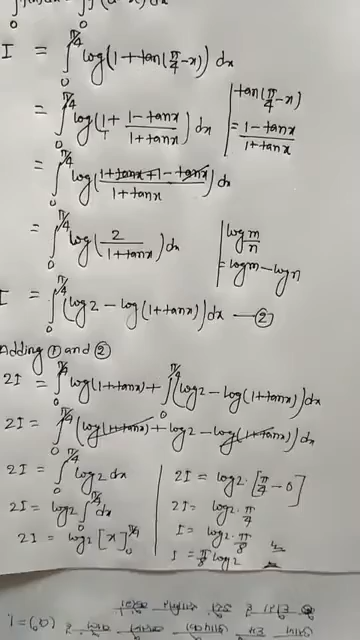 I = ∫₀^{π/4} log(1+tan(π/4-x)) dx
= ∫₀^{π/4} log(1+ (1-tanx)/(1+tanx)) dx
tan(π/4-x)
= (1-tanx)/(1+tanx)
= ∫₀^{π/4} log((1+tanx+1-tanx)/(1+tanx)) dx
= ∫₀^{π/4} log(2/(1+tanx)) dx
log m/n
= logm-logn
I = ∫₀^{π/4} (log2 - log(1+tanx)) dx —②
Adding ① and ②
2I = ∫₀^{π/4} log(1+tanx) + ∫₀^{π/4} (log2 - log(1+tanx)) dx
2I = ∫₀^{π/4} (log(1+tanx) + log2 - log(1+tanx)) dx
2I = ∫₀^{π/4} log2 dx
2I = log2 ∫₀^{π/4} dx
2I = log2 [x]₀^{π/4}
2I = log2·[π/4 - 0]
2I = log2·π/4
I = log2·π/8
I = π/8 log2